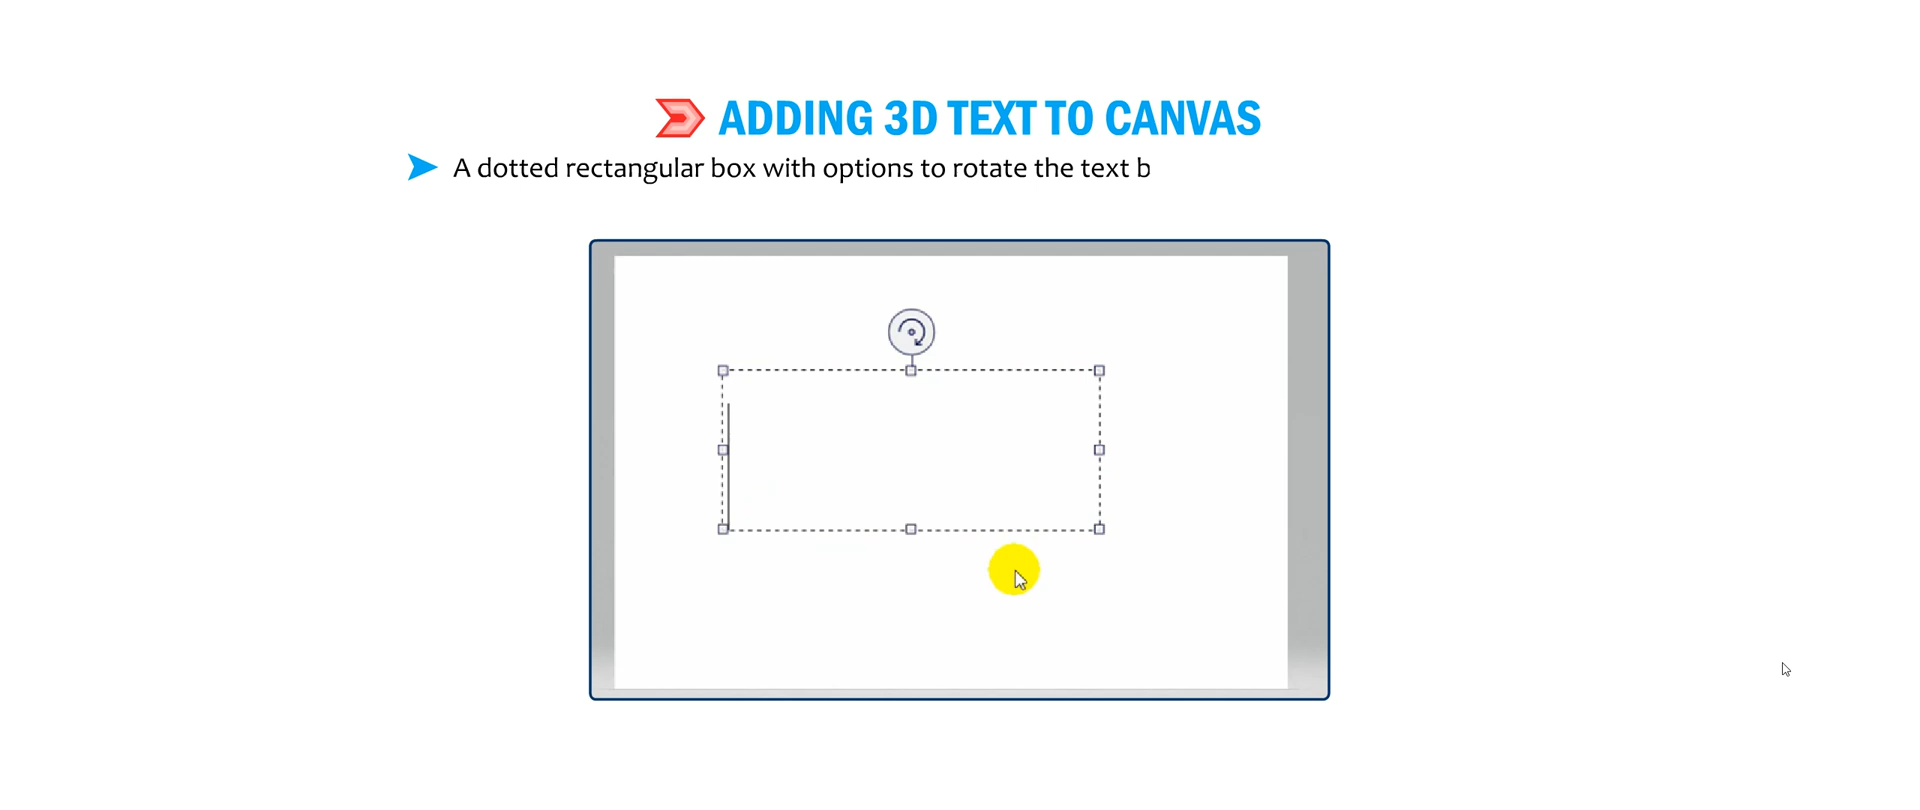 ADDING 3D TEXT TO CANVAS
A dotted rectangular box with options to rotate the text b